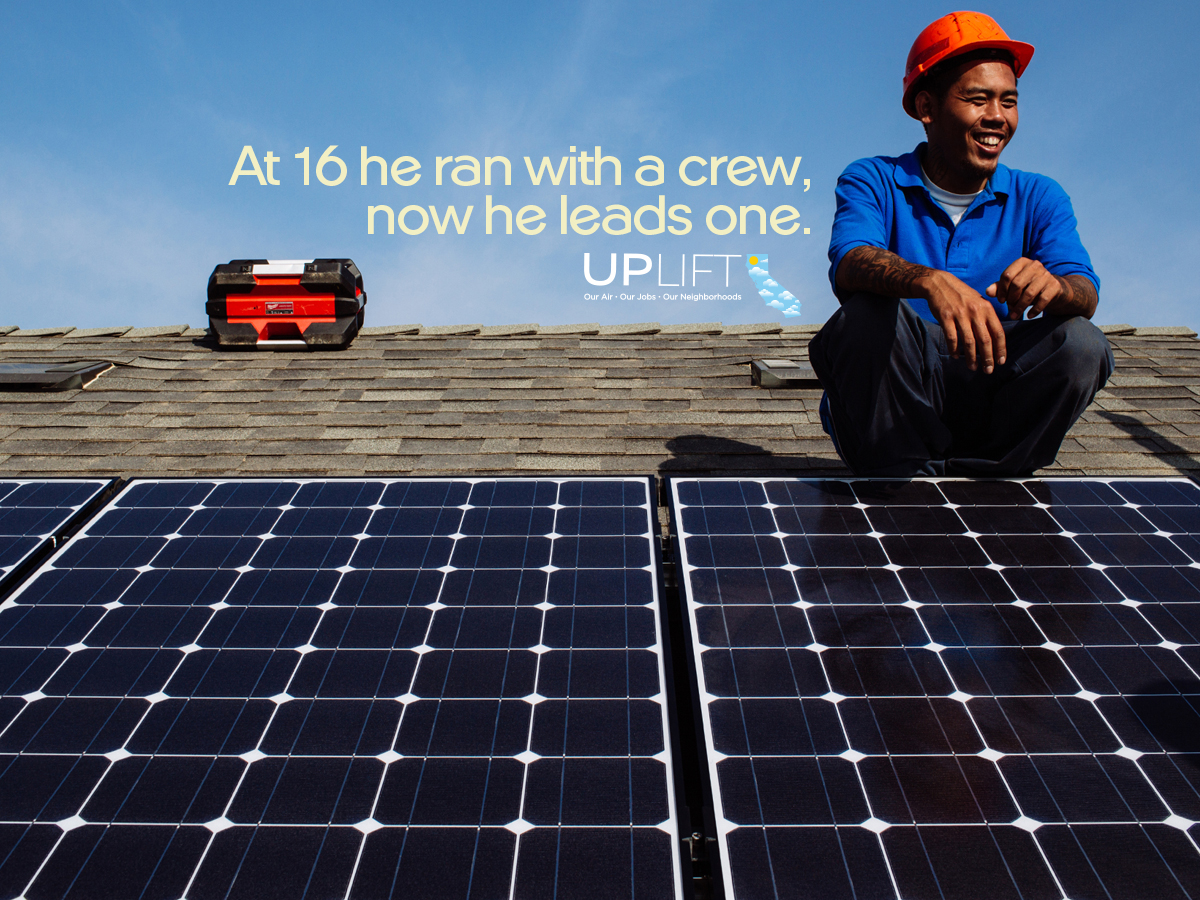 At 16 he ran with a crew,
now he leads one.
UPLIFT
Our Air • Our Jobs • Our Neighborhoods